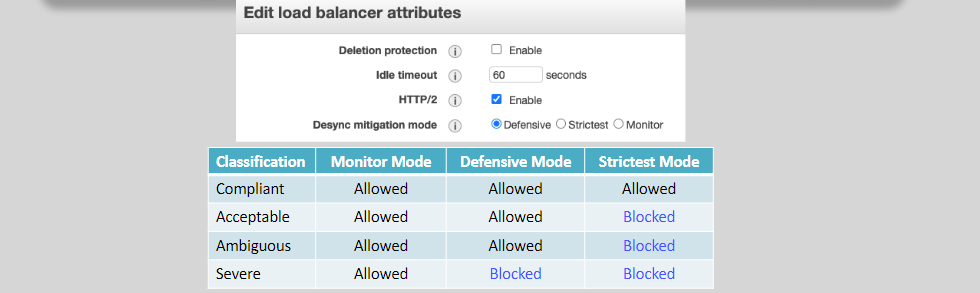 Edit load balancer attributes
Deletion protection i Enable
Idle timeout i 60 seconds
HTTP/2 i Enable
Desync mitigation mode i Defensive Strictest Monitor
Classification Monitor Mode Defensive Mode Strictest Mode
Compliant Allowed Allowed Allowed
Acceptable Allowed Allowed Blocked
Ambiguous Allowed Allowed Blocked
Severe Allowed Blocked Blocked